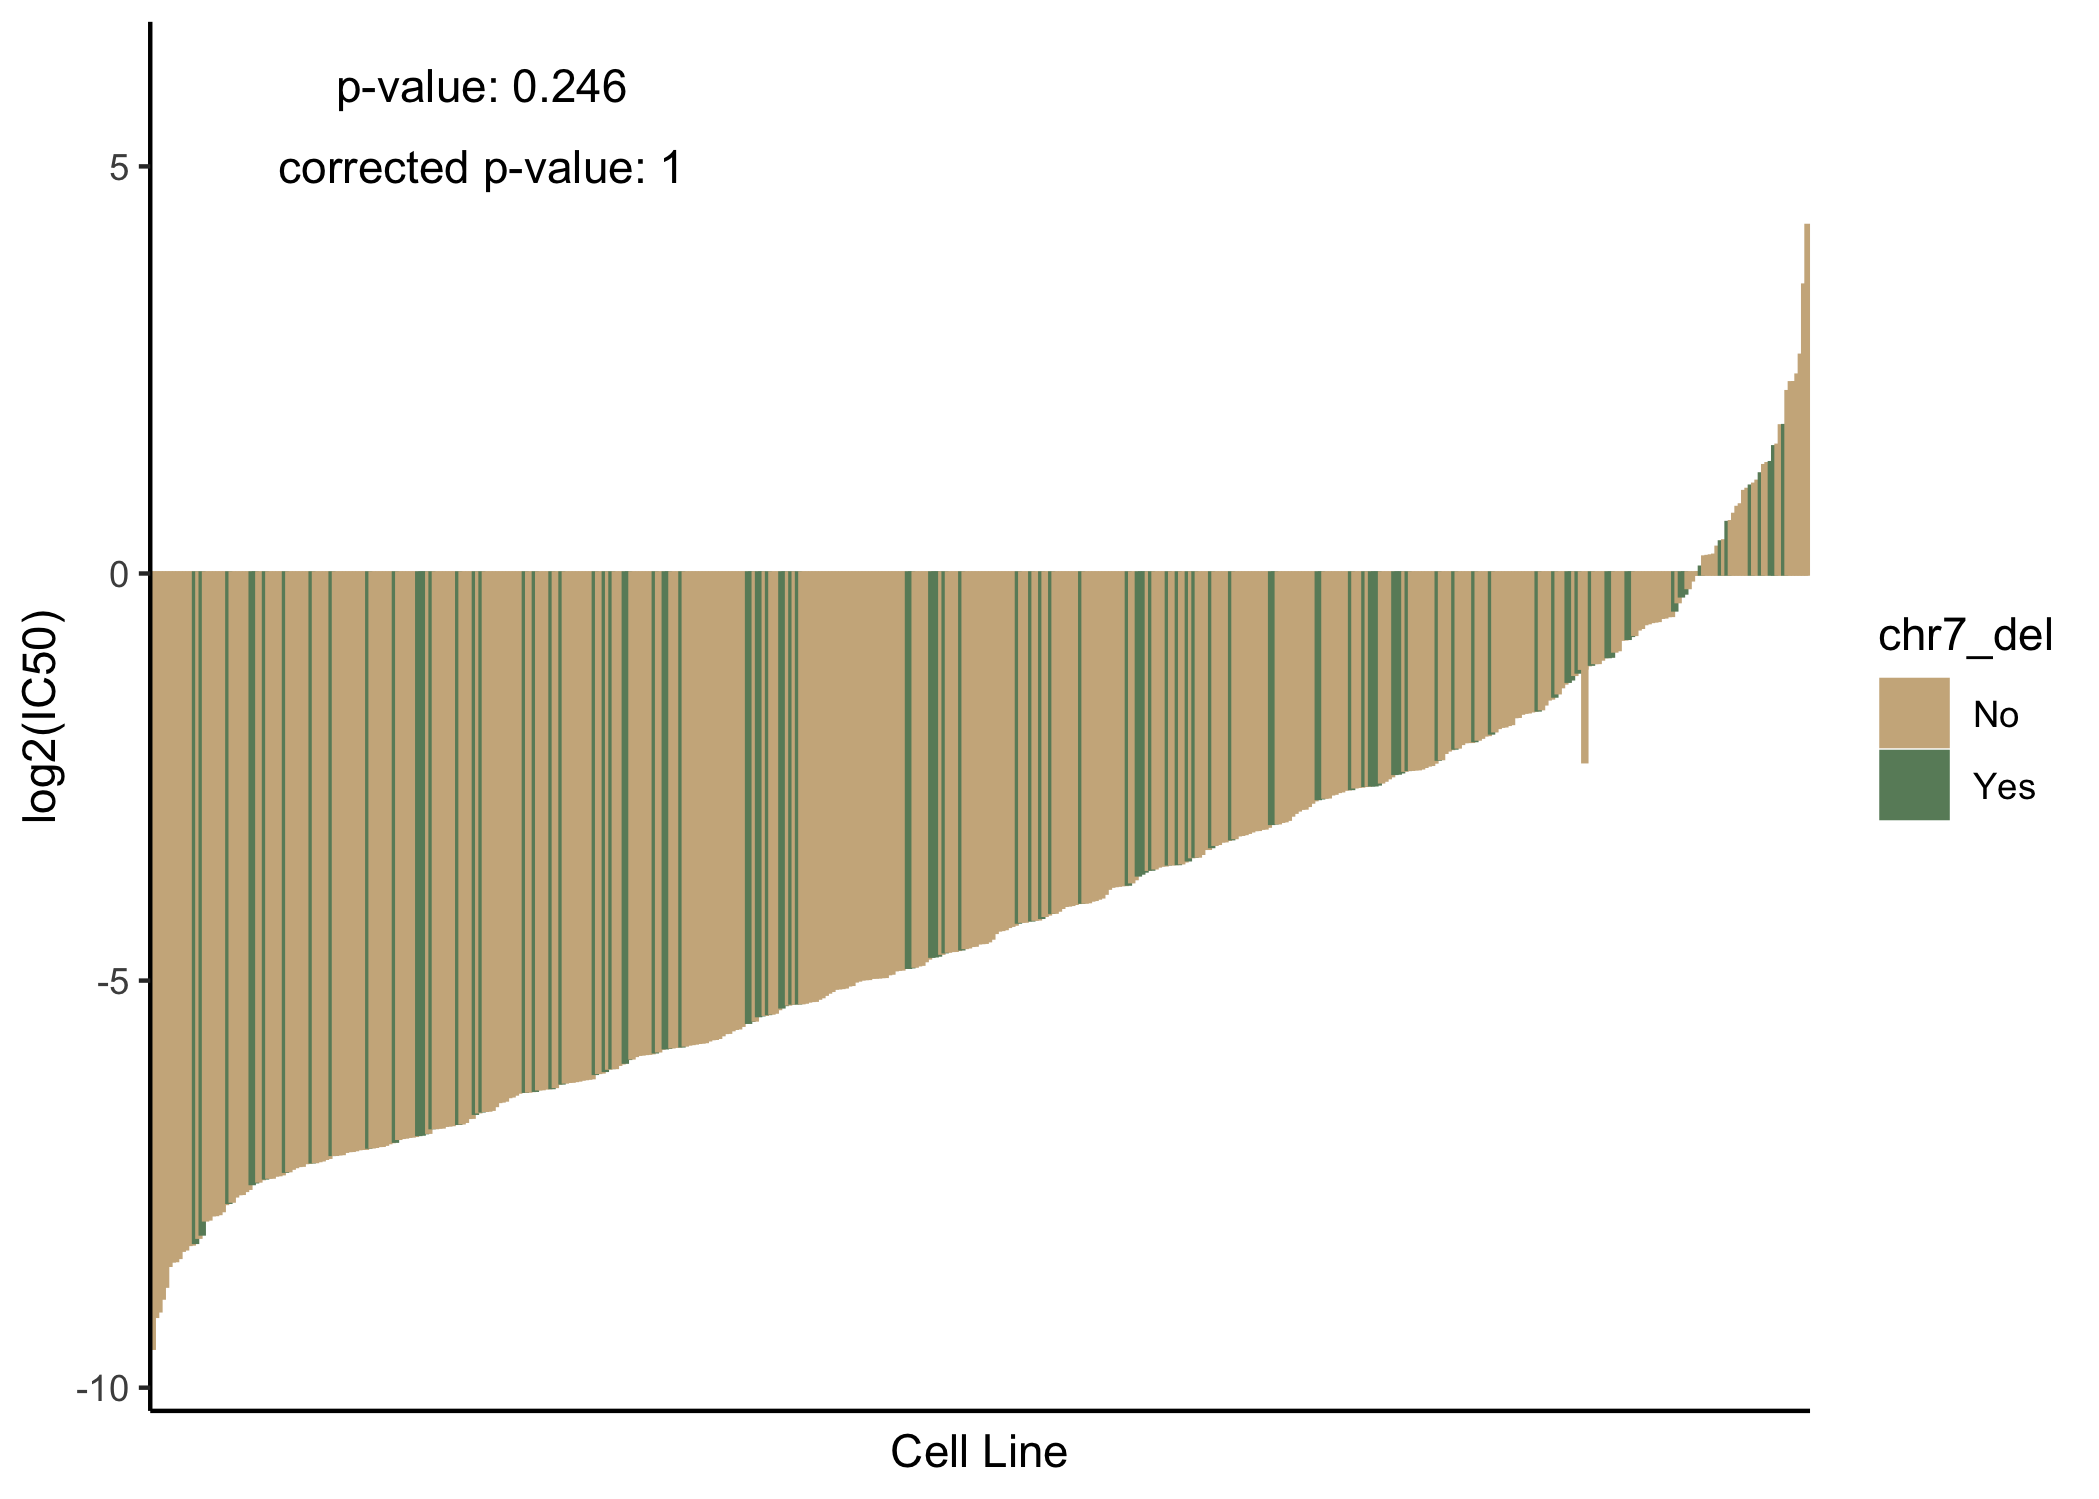 p-value: 0.246
corrected p-value: 1
5
0
-5
-10
log2(IC50)
Cell Line
chr7_del
No
Yes